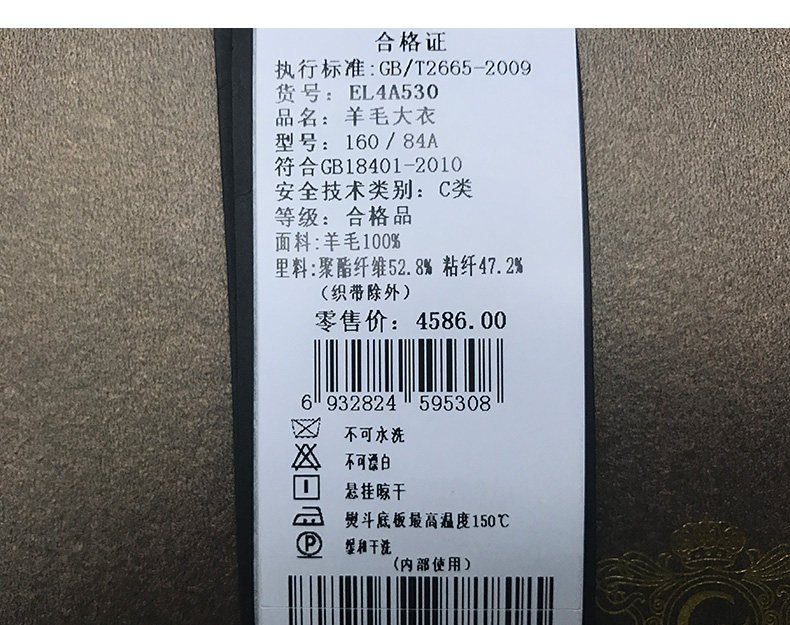 合格证
执行标准:GB/T2665-2009
货号：EL4A530
品名：羊毛大衣
型号：160/84A
符合GB18401-2010
安全技术类别：C类
等级：合格品
面料:羊毛100%
里料:聚酯纤维52.8% 粘纤47.2%
（织带除外）
零售价：4586.00
6 932824 595308
不可水洗
不可漂白
悬挂晾干
熨斗底板最高温度150℃
P
缓和干洗
(内部使用)